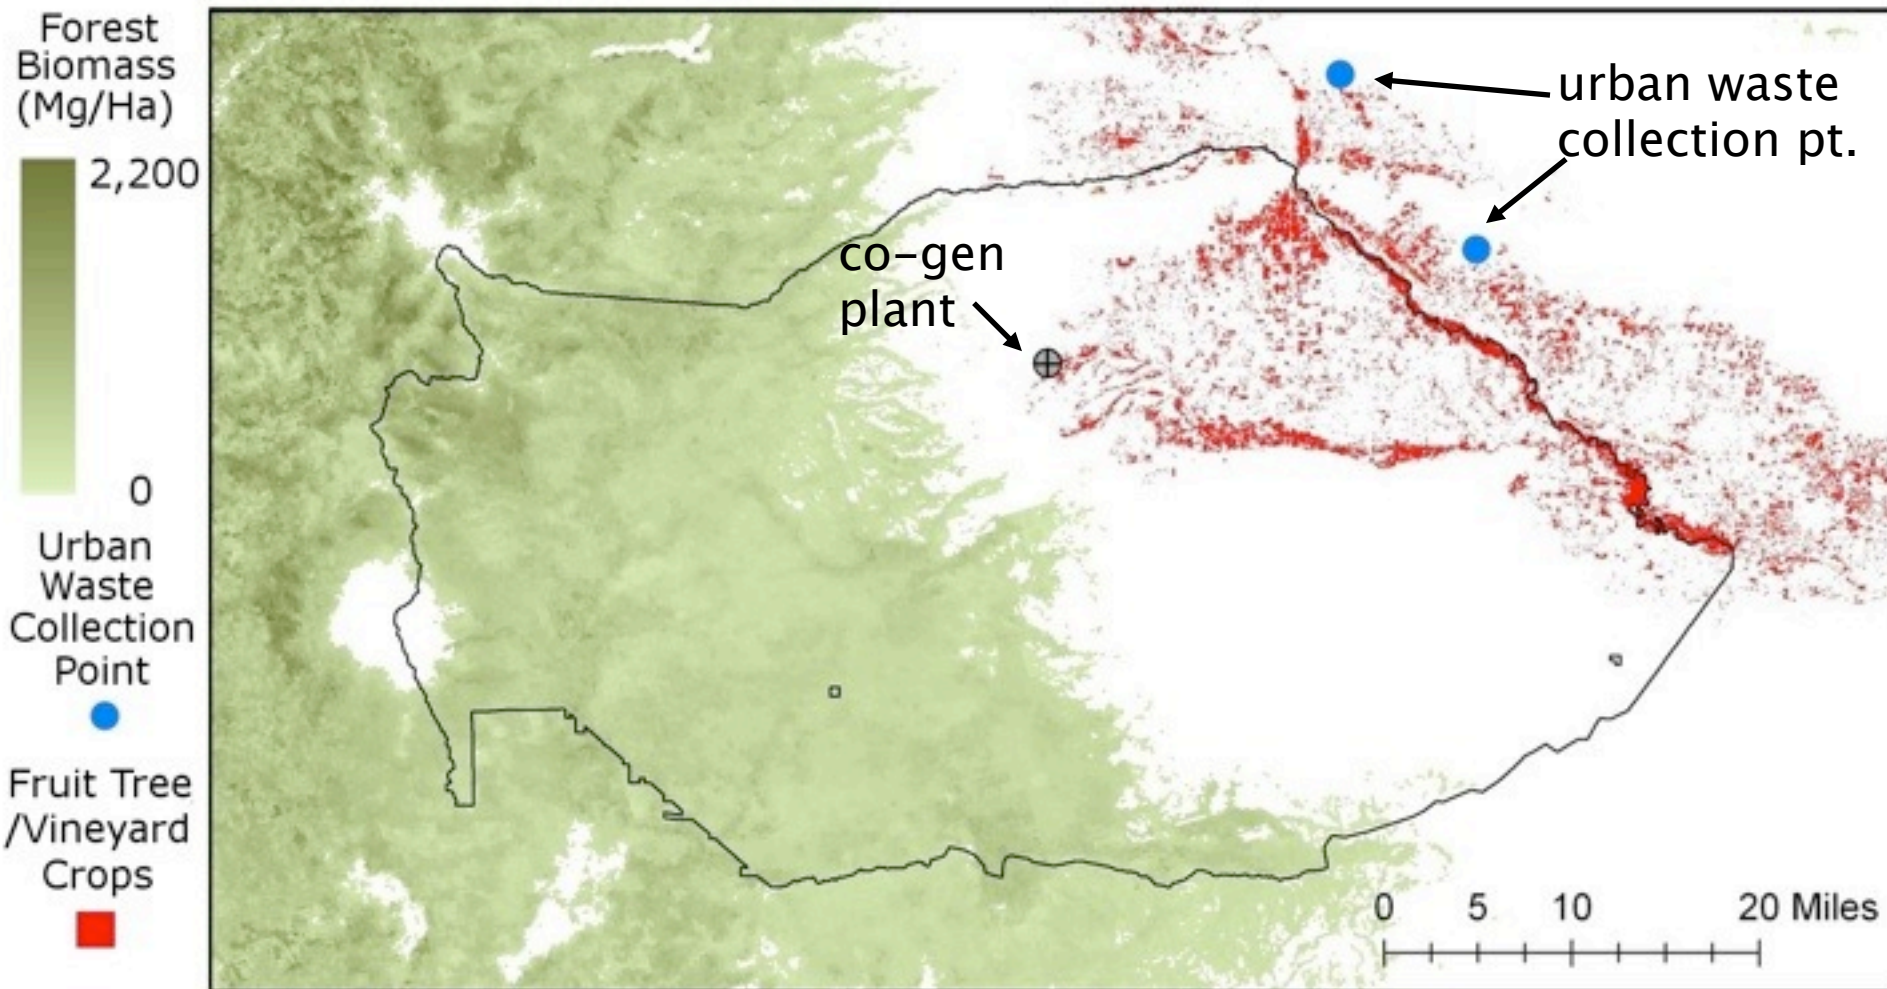 Forest
Biomass
(Mg/Ha)
2,200
0
Urban
Waste
Collection
Point
Fruit Tree
/Vineyard
Crops
urban waste
collection pt.
co-gen
plant
0 5 10 20 Miles